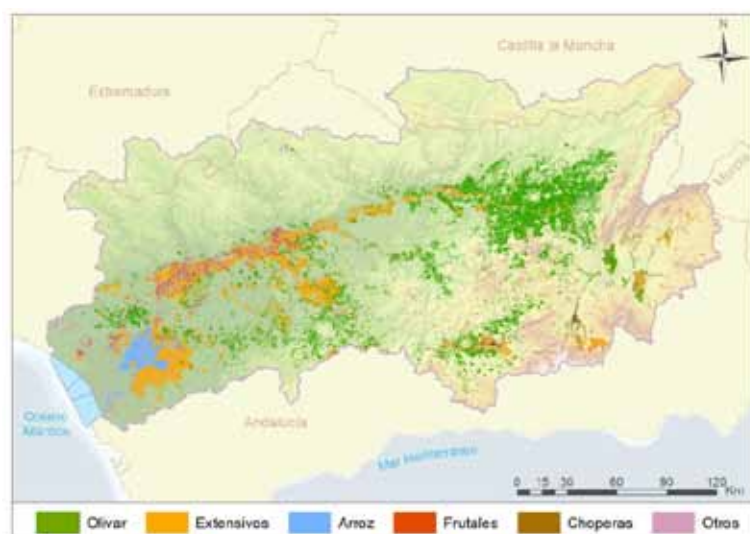 N
Castilla la Mancha
Extremadura
Murcia
Océano
Atlántico
Andalucía
Mar Mediterráneo
0 15 30 60 90 120
Km
Olivar
Extensivos
Arroz
Frutales
Choperas
Otros